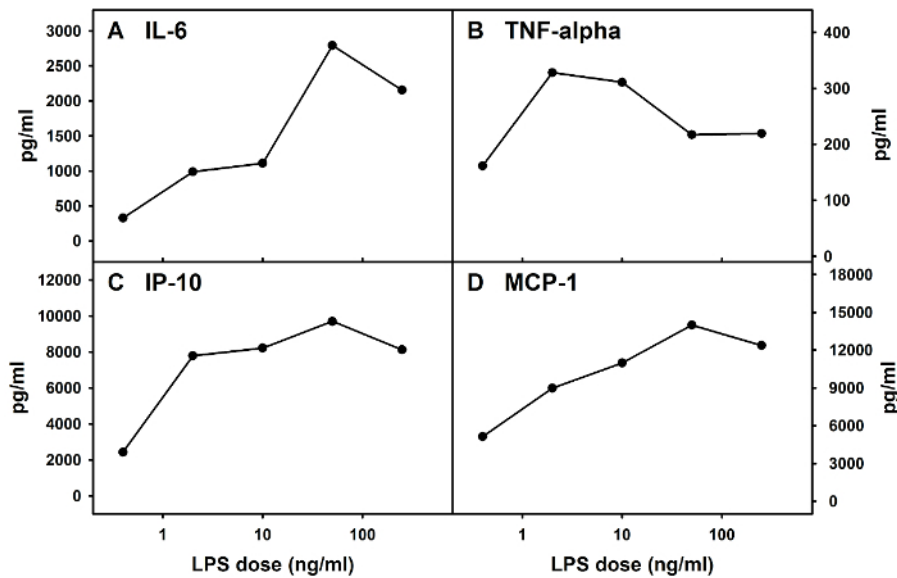 A IL-6
3000
2500
2000
1500
1000
500
0
pg/ml
B TNF-alpha
400
300
200
100
0
pg/ml
C IP-10
12000
10000
8000
6000
4000
2000
0
pg/ml
1 10 100
LPS dose (ng/ml)
D MCP-1
18000
15000
12000
9000
6000
3000
0
pg/ml
1 10 100
LPS dose (ng/ml)